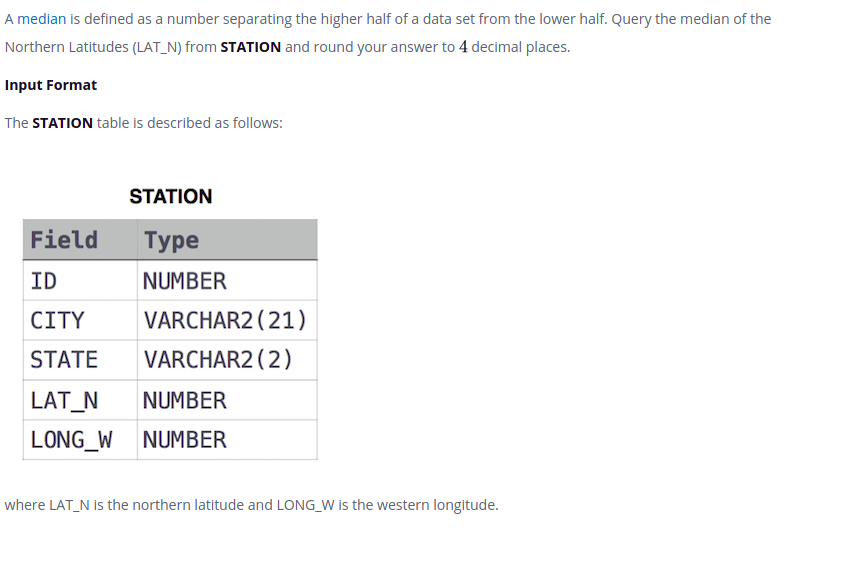 A median is defined as a number separating the higher half of a data set from the lower half. Query the median of the
Northern Latitudes (LAT_N) from STATION and round your answer to 4 decimal places.
Input Format
The STATION table is described as follows:
STATION
Field Type
ID NUMBER
CITY VARCHAR2(21)
STATE VARCHAR2(2)
LAT_N NUMBER
LONG_W NUMBER
where LAT_N is the northern latitude and LONG_W is the western longitude.